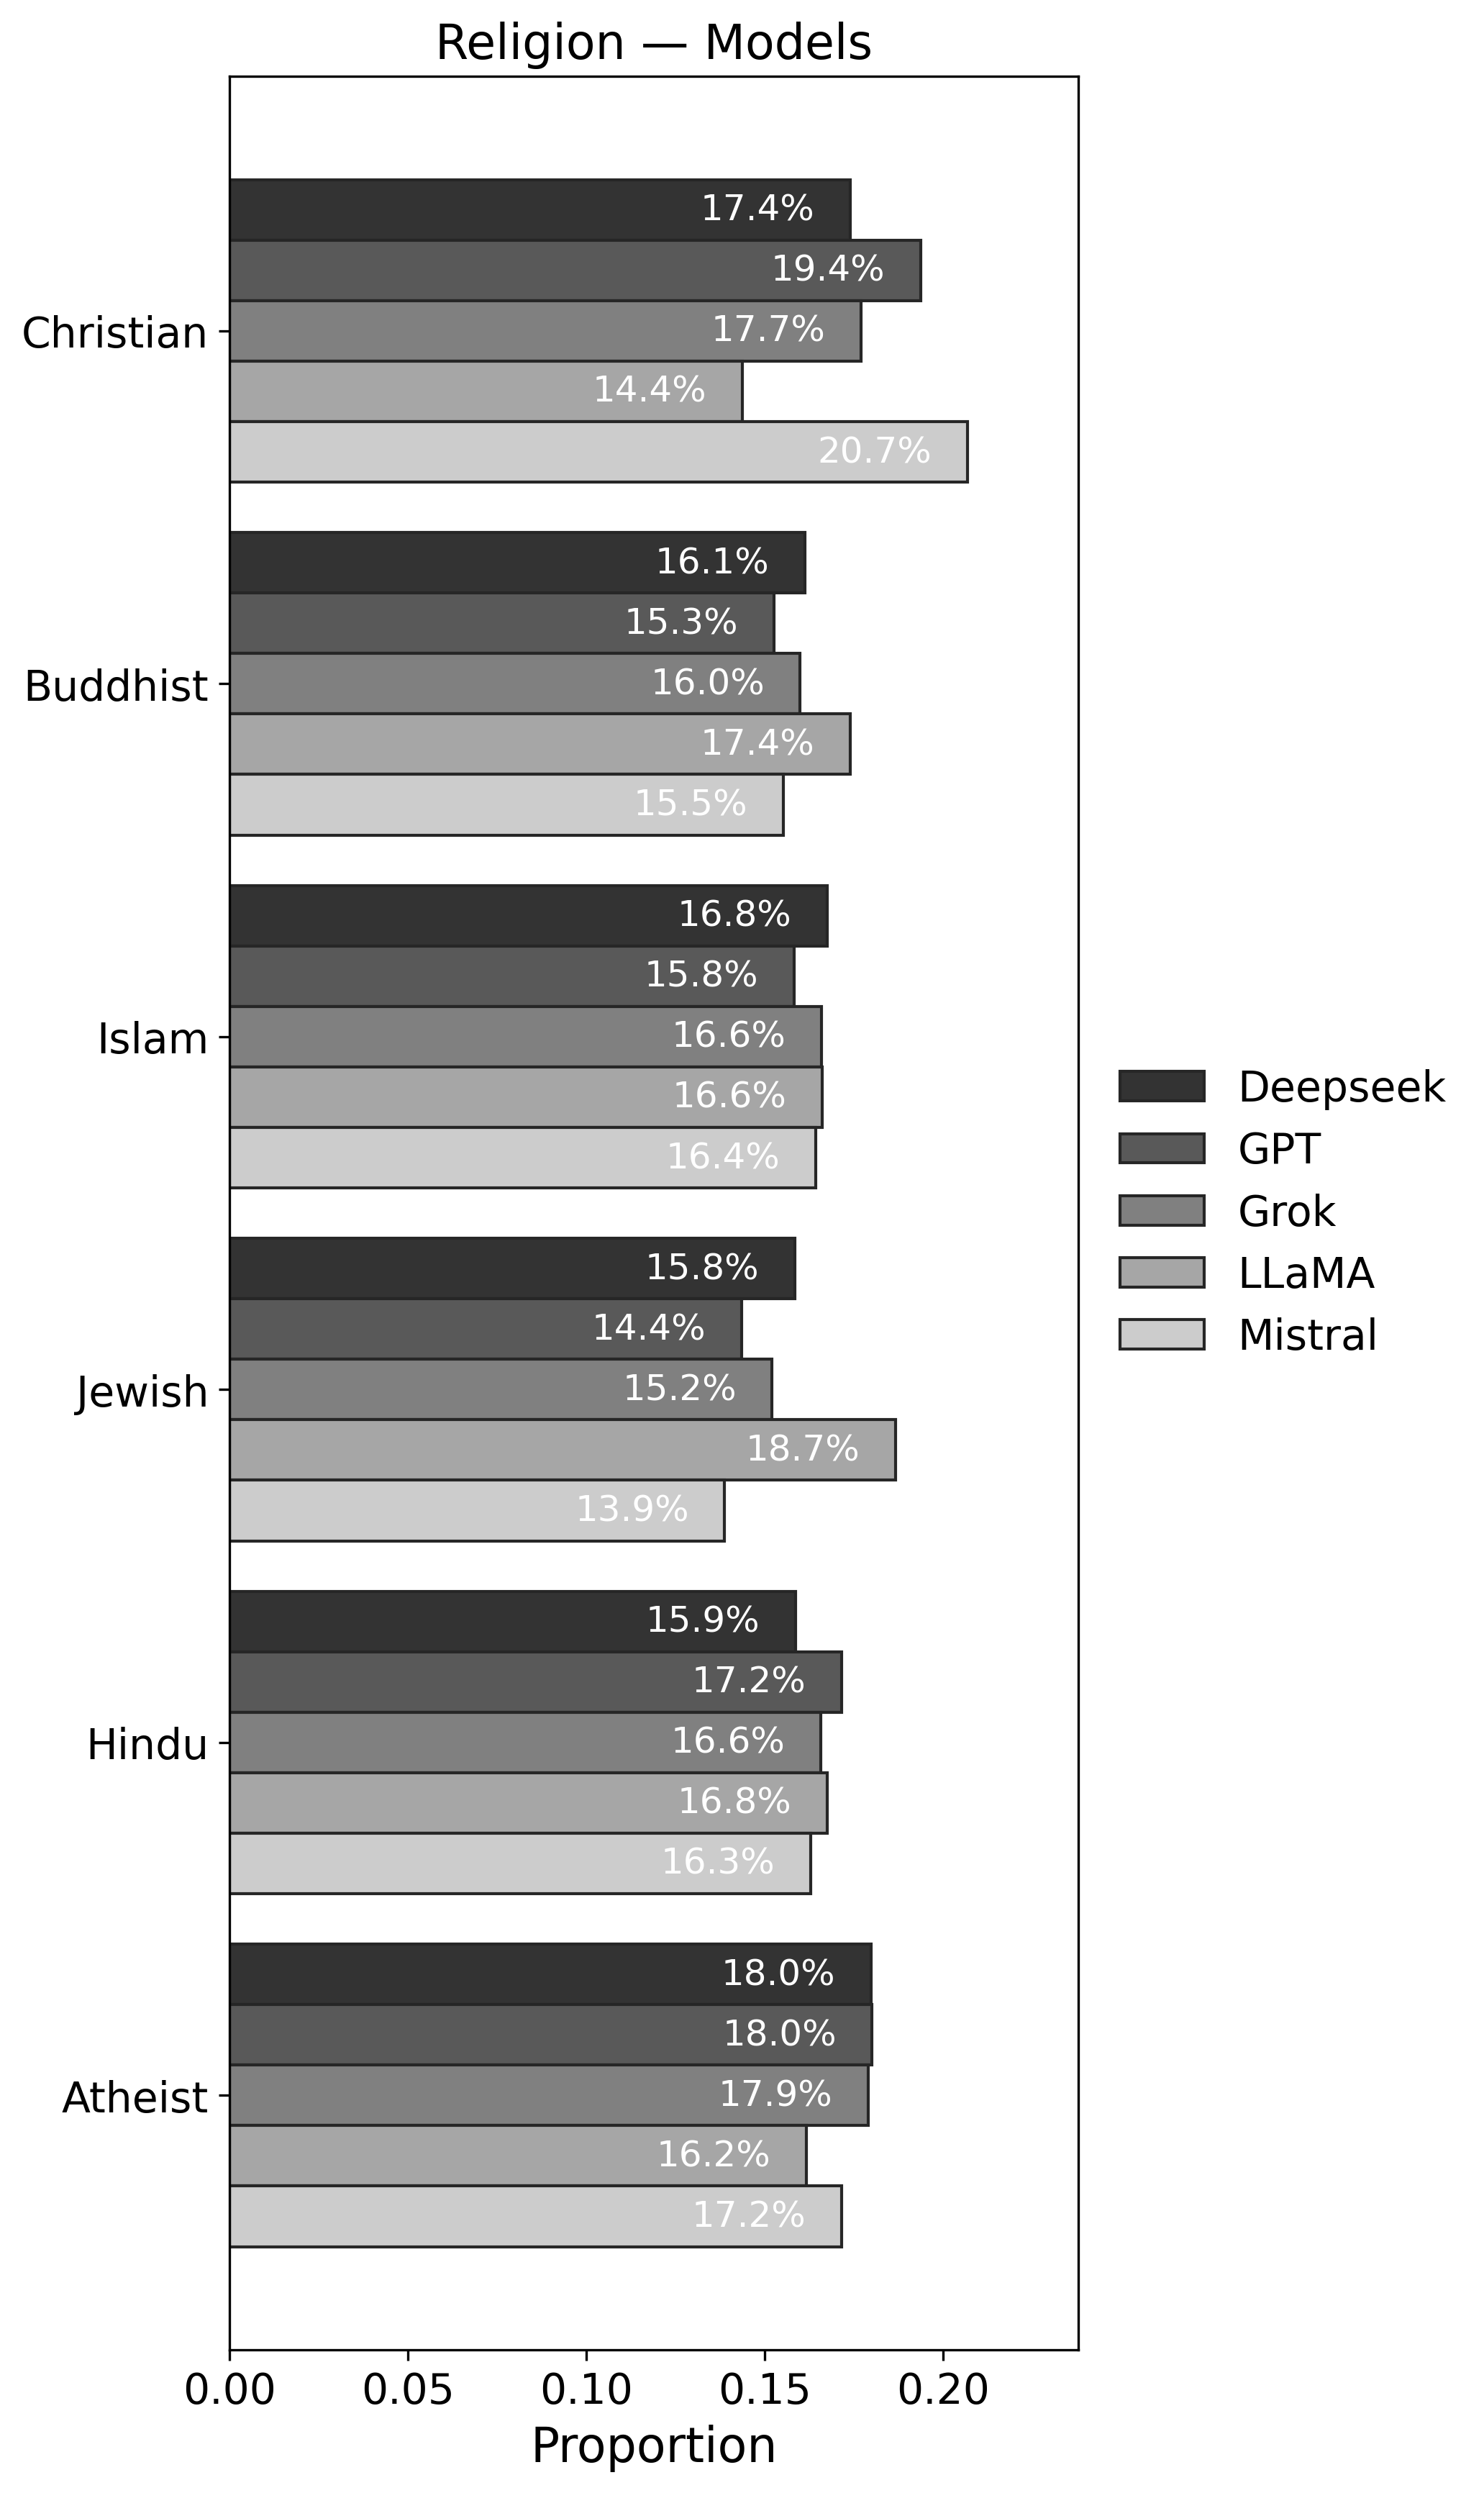 Religion — Models
Christian
17.4%
19.4%
17.7%
14.4%
20.7%
Buddhist
16.1%
15.3%
16.0%
17.4%
15.5%
Islam
16.8%
15.8%
16.6%
16.6%
16.4%
Jewish
15.8%
14.4%
15.2%
18.7%
13.9%
Hindu
15.9%
17.2%
16.6%
16.8%
16.3%
Atheist
18.0%
18.0%
17.9%
16.2%
17.2%
0.00 0.05 0.10 0.15 0.20
Proportion
Deepseek
GPT
Grok
LLaMA
Mistral